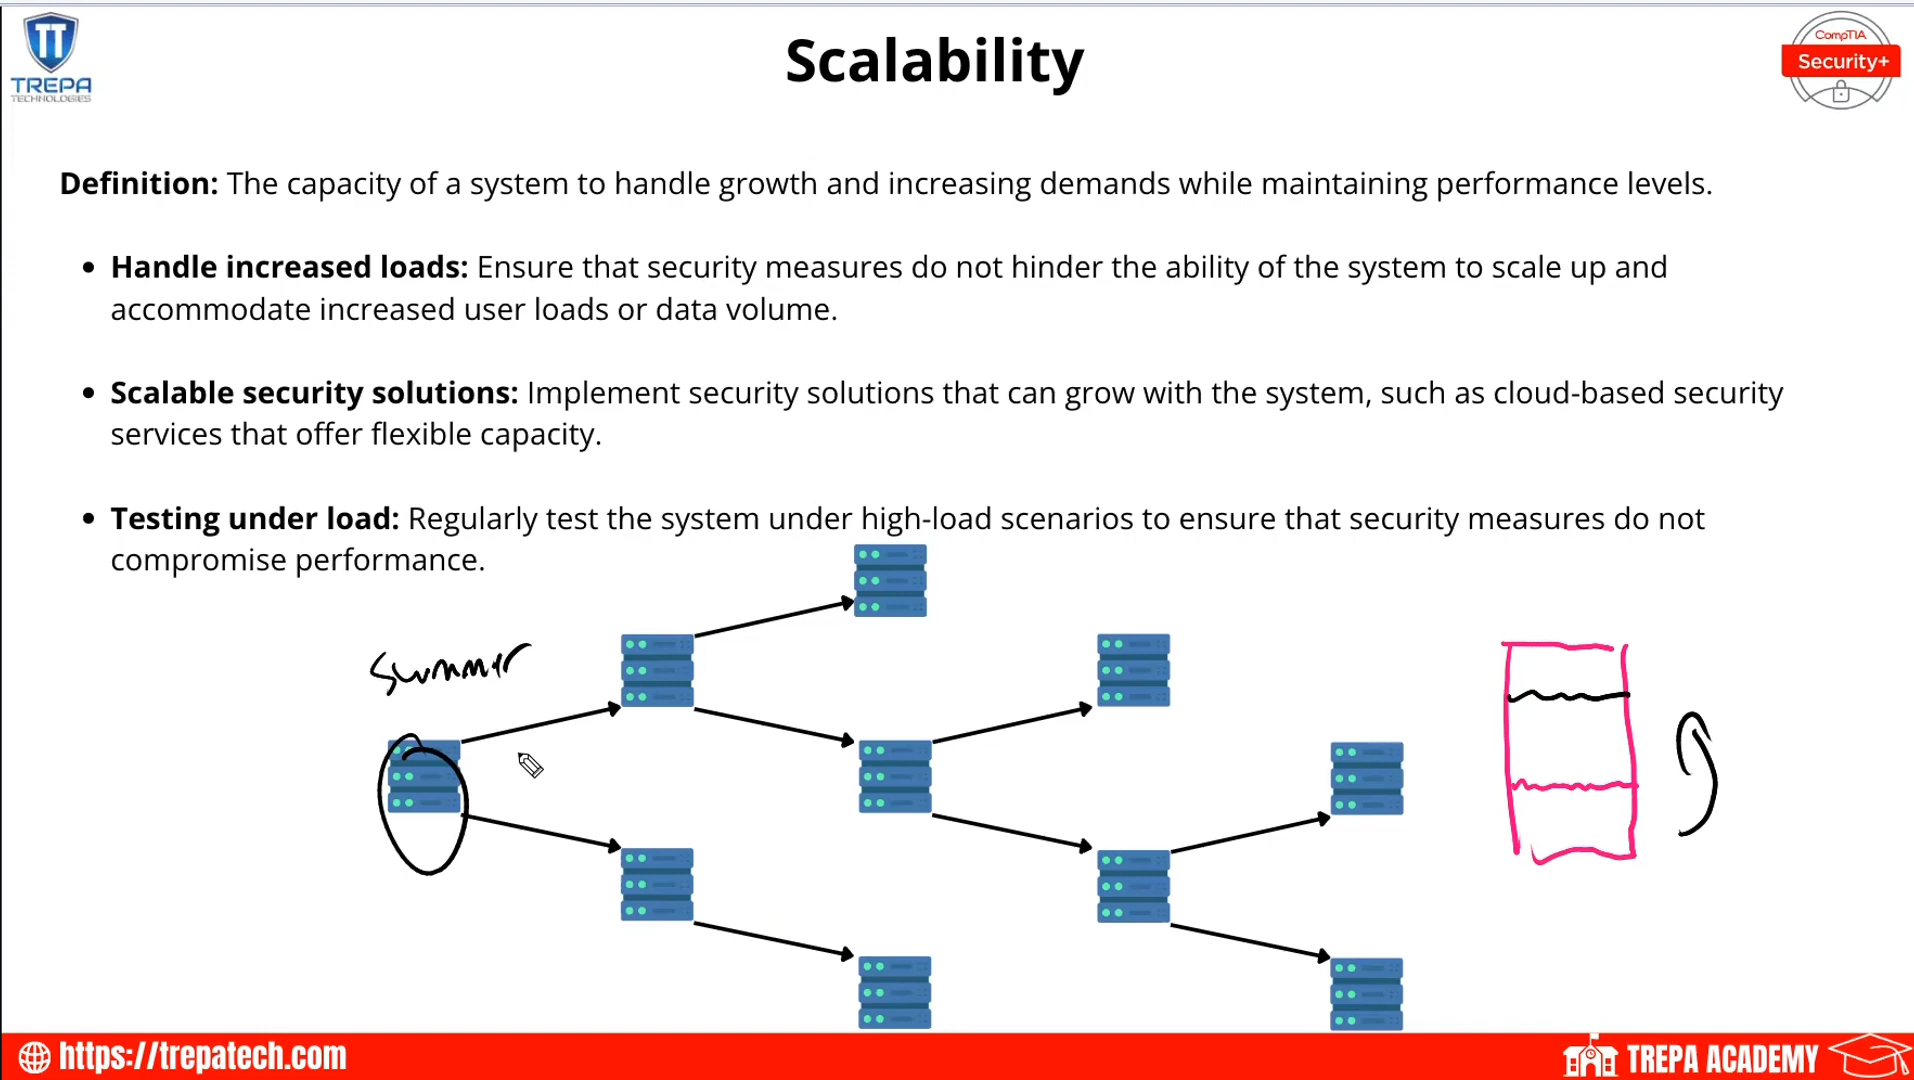 TREPA
TECHNOLOGIES
Scalability
CompTIA
Security+
Definition: The capacity of a system to handle growth and increasing demands while maintaining performance levels.
• Handle increased loads: Ensure that security measures do not hinder the ability of the system to scale up and
accommodate increased user loads or data volume.
• Scalable security solutions: Implement security solutions that can grow with the system, such as cloud-based security
services that offer flexible capacity.
• Testing under load: Regularly test the system under high-load scenarios to ensure that security measures do not
compromise performance.
Summer
https://trepatech.com
TREPA ACADEMY